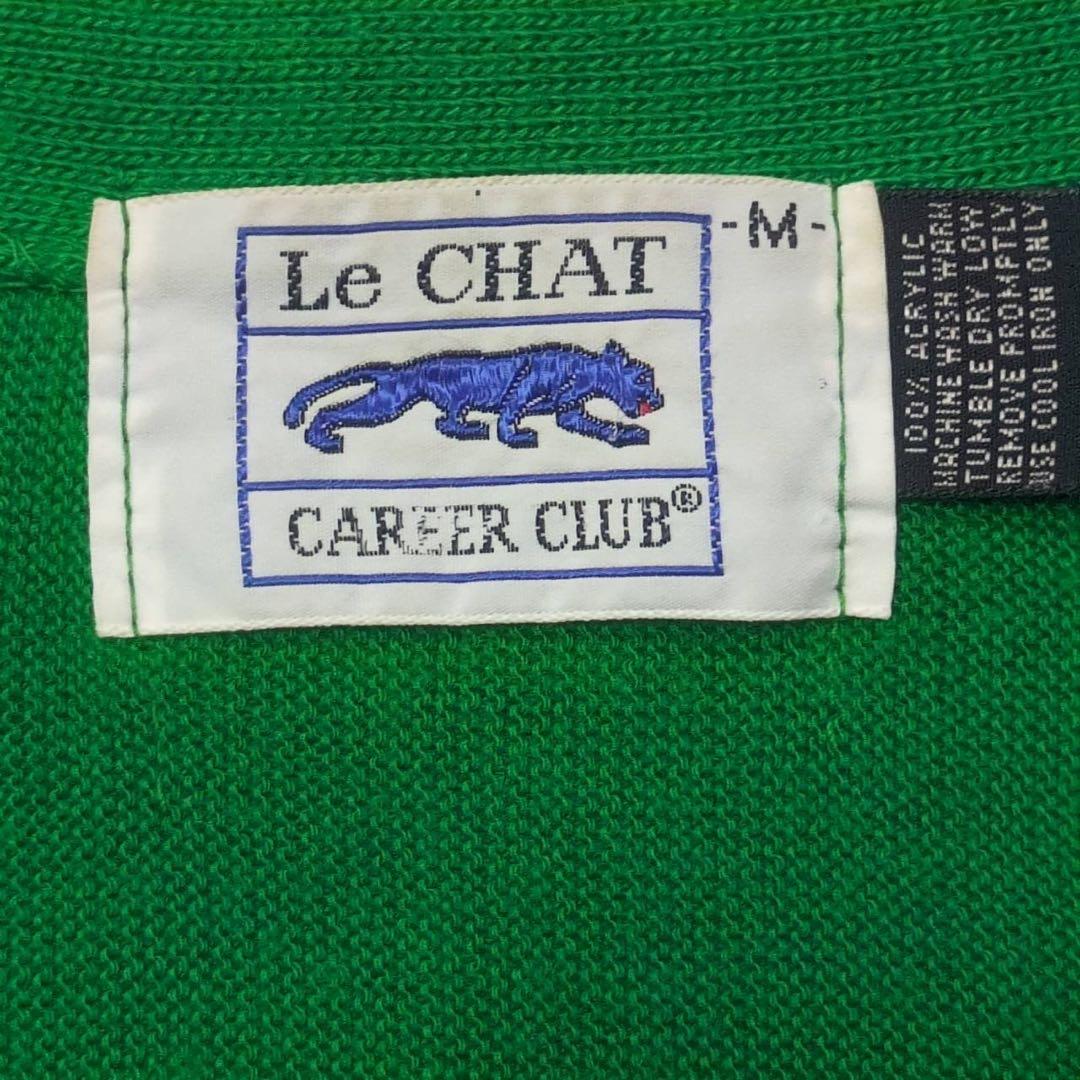 Le CHAT
-M-
CAREER CLUB®
100% ACRYLIC
MACHINE WASH WARM
TUMBLE DRY LOW
REMOVE PROMPTLY
USE COOL IRON ONLY